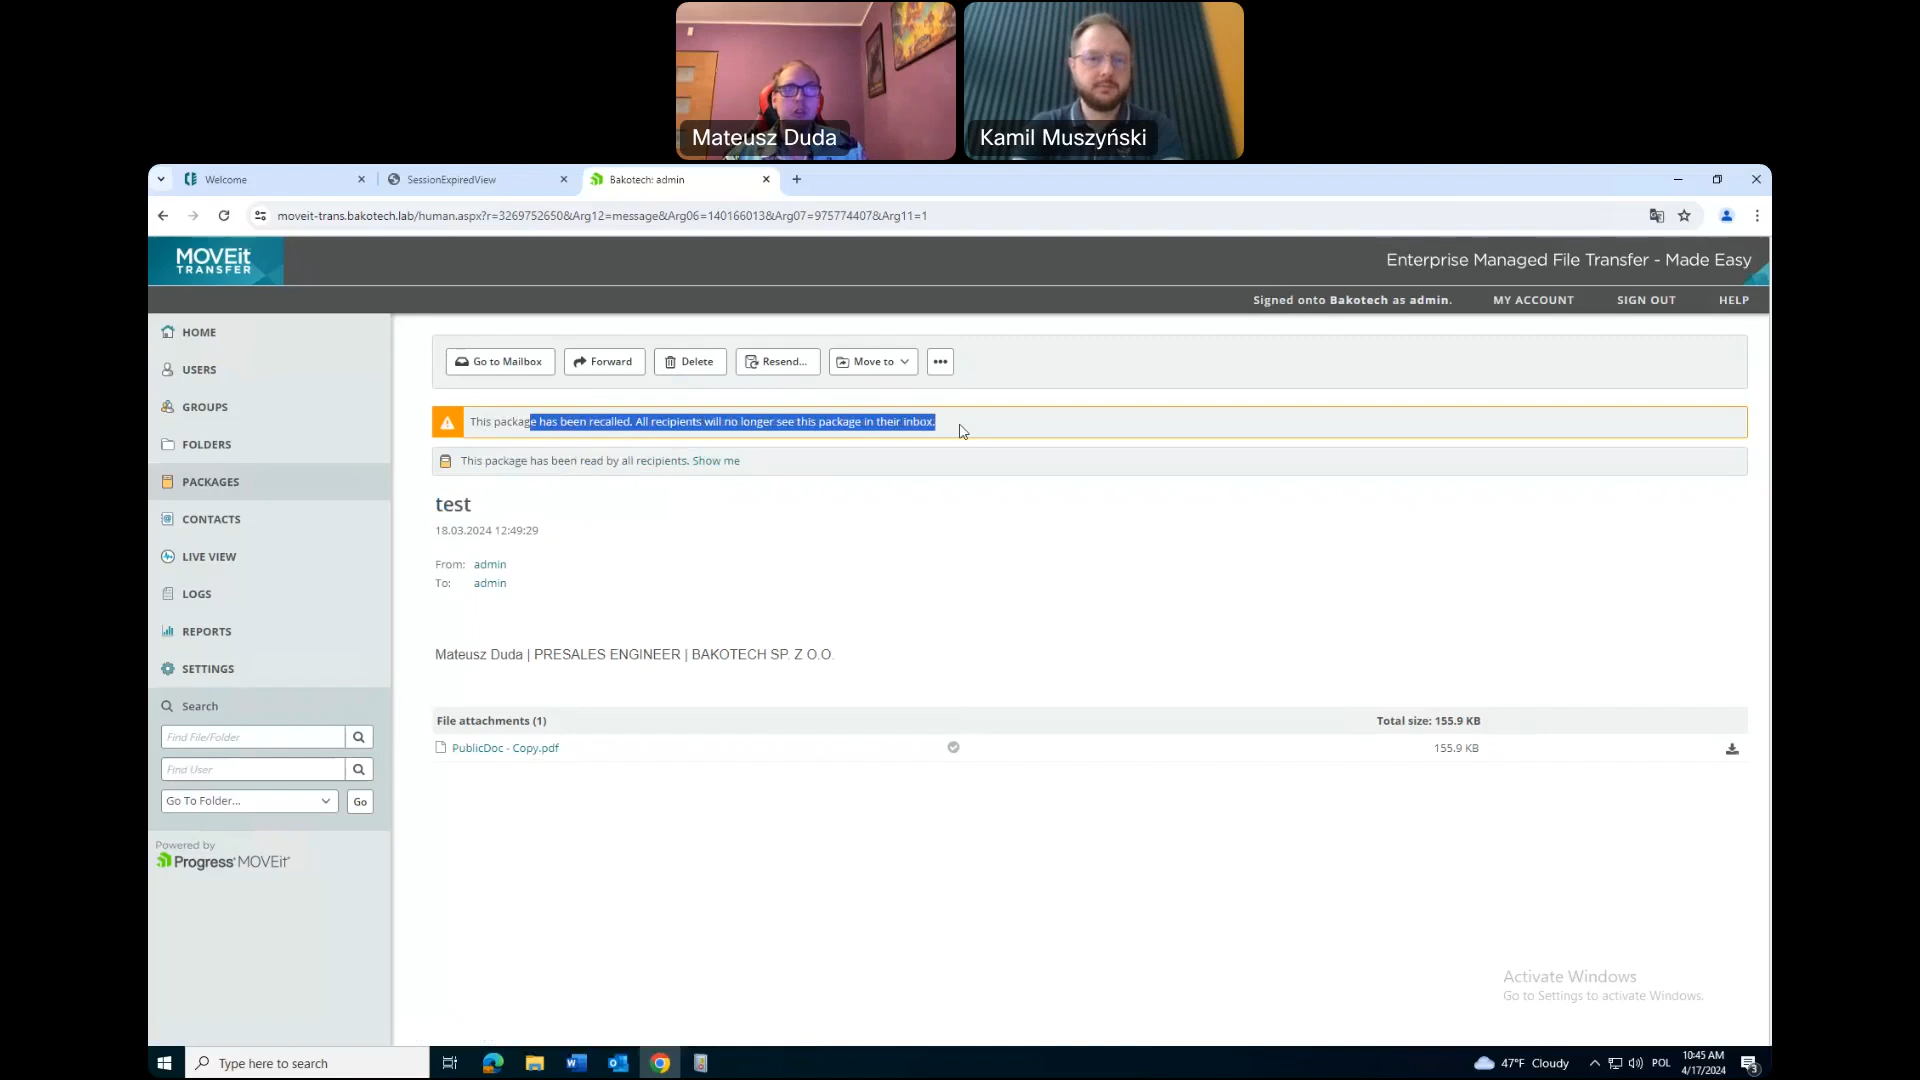 Mateusz Duda
Kamil Muszyński
Welcome
SessionExpiredView
Bakotech: admin
moveit-trans.bakotech.lab/human.aspx?r=3269752650&Arg12=message&Arg06=140166013&Arg07=975774407&Arg11=1
MOVEit
TRANSFER
Enterprise Managed File Transfer - Made Easy
Signed onto Bakotech as admin.
MY ACCOUNT
SIGN OUT
HELP
HOME
USERS
GROUPS
FOLDERS
PACKAGES
CONTACTS
LIVE VIEW
LOGS
REPORTS
SETTINGS
Search
Find File/Folder
Find User
Go To Folder...
Go
Powered by
Progress MOVEit
Go to Mailbox
Forward
Delete
Resend...
Move to
This package has been recalled. All recipients will no longer see this package in their inbox.
This package has been read by all recipients. Show me
test
18.03.2024 12:49:29
From: admin
To: admin
Mateusz Duda | PRESALES ENGINEER | BAKOTECH SP. Z O.O.
File attachments (1)
Total size: 155.9 KB
PublicDoc - Copy.pdf
155.9 KB
Activate Windows
Go to Settings to activate Windows.
Type here to search
47°F Cloudy
POL
10:45 AM
4/17/2024
3